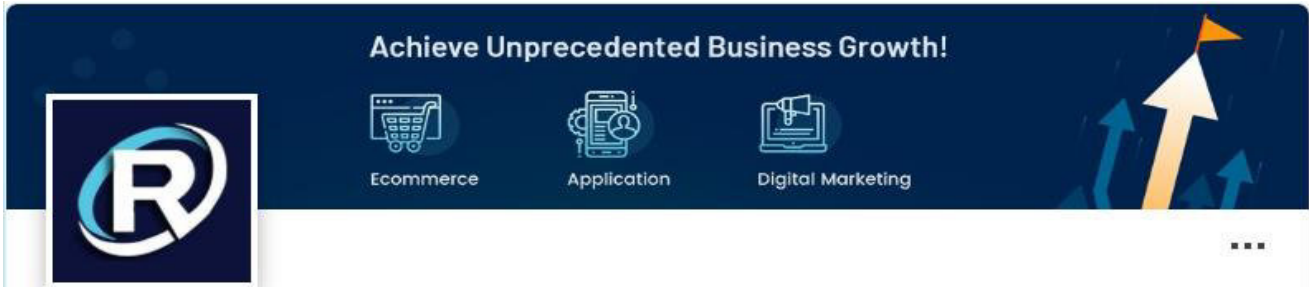 Achieve Unprecedented Business Growth!
Ecommerce Application Digital Marketing
R